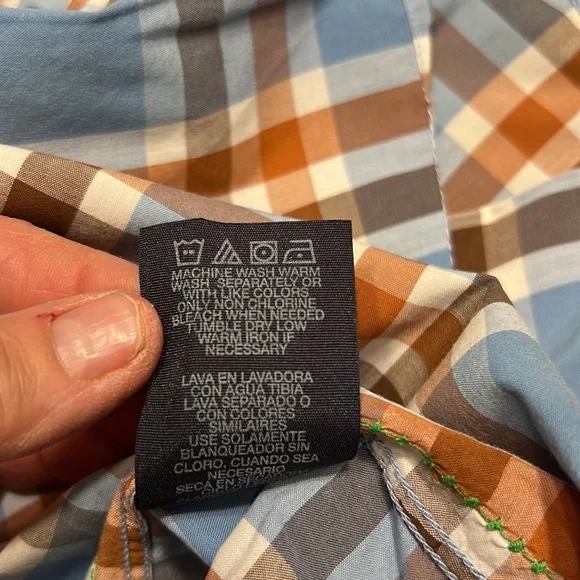 MACHINE WASH WARM
WASH SEPARATELY OR
WITH LIKE COLORS
ONLY NON-CHLORINE
BLEACH WHEN NEEDED
TUMBLE DRY LOW
WARM IRON IF
NECESSARY
LAVA EN LAVADORA
CON AGUA TIBIA
LAVA SEPARADO O
CON COLORES
SIMILAIRES
USE SOLAMENTE
BLANQUEADOR SIN
CLORO, CUANDO SEA
NECESARIO
SECA EN